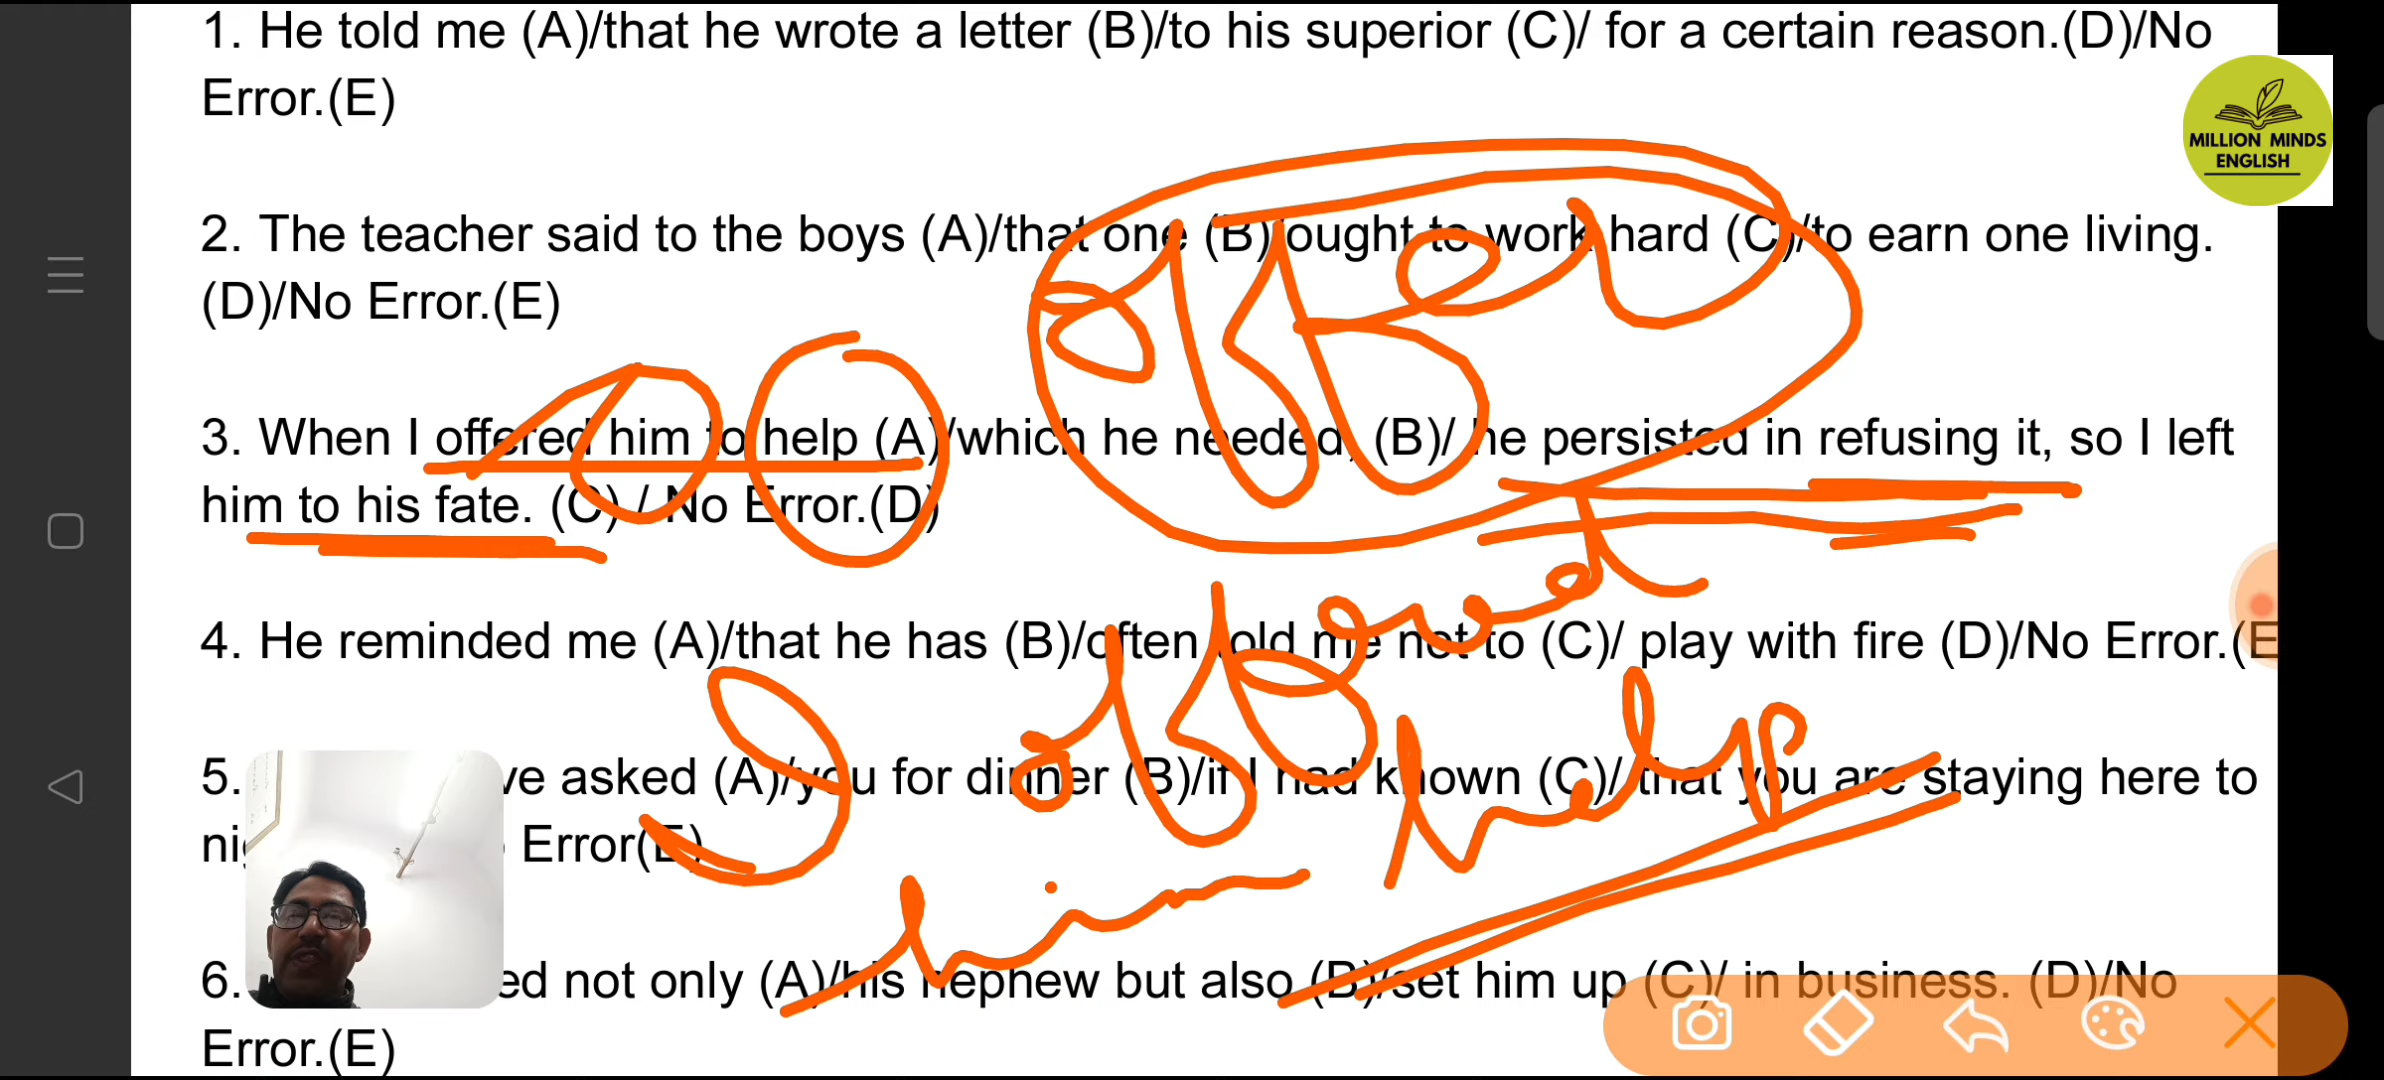 1. He told me (A)/that he wrote a letter (B)/to his superior (C)/ for a certain reason.(D)/No
Error.(E)
MILLION MINDS
ENGLISH
2. The teacher said to the boys (A)/that one (B)/ought to work hard (C)/to earn one living.
(D)/No Error.(E)
offer
3. When I offered him to help (A)/which he needed, (B)/ he persisted in refusing it, so I left
him to his fate. (C) / No Error.(D)
4. He reminded me (A)/that he has (B)/often told me not to (C)/ play with fire (D)/No Error.(E
I offered
him help
5. ve asked (A)/you for dinner (B)/if I had known (C)/ that you are staying here to
ni Error(E)
6. ed not only (A)/his nephew but also (B)/set him up (C)/ in business. (D)/No
Error.(E)